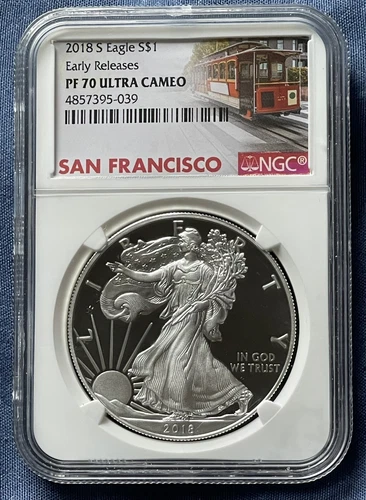 2018 S Eagle S$1
Early Releases
PF 70 ULTRA CAMEO
4857395-039
SAN FRANCISCO
NGC®
LIBERTY
IN GOD
WE TRUST
2018